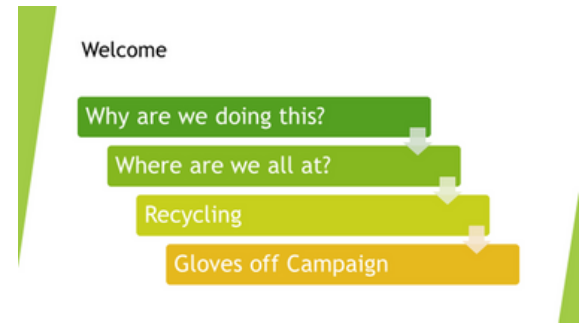 Welcome
Why are we doing this?
Where are we all at?
Recycling
Gloves off Campaign